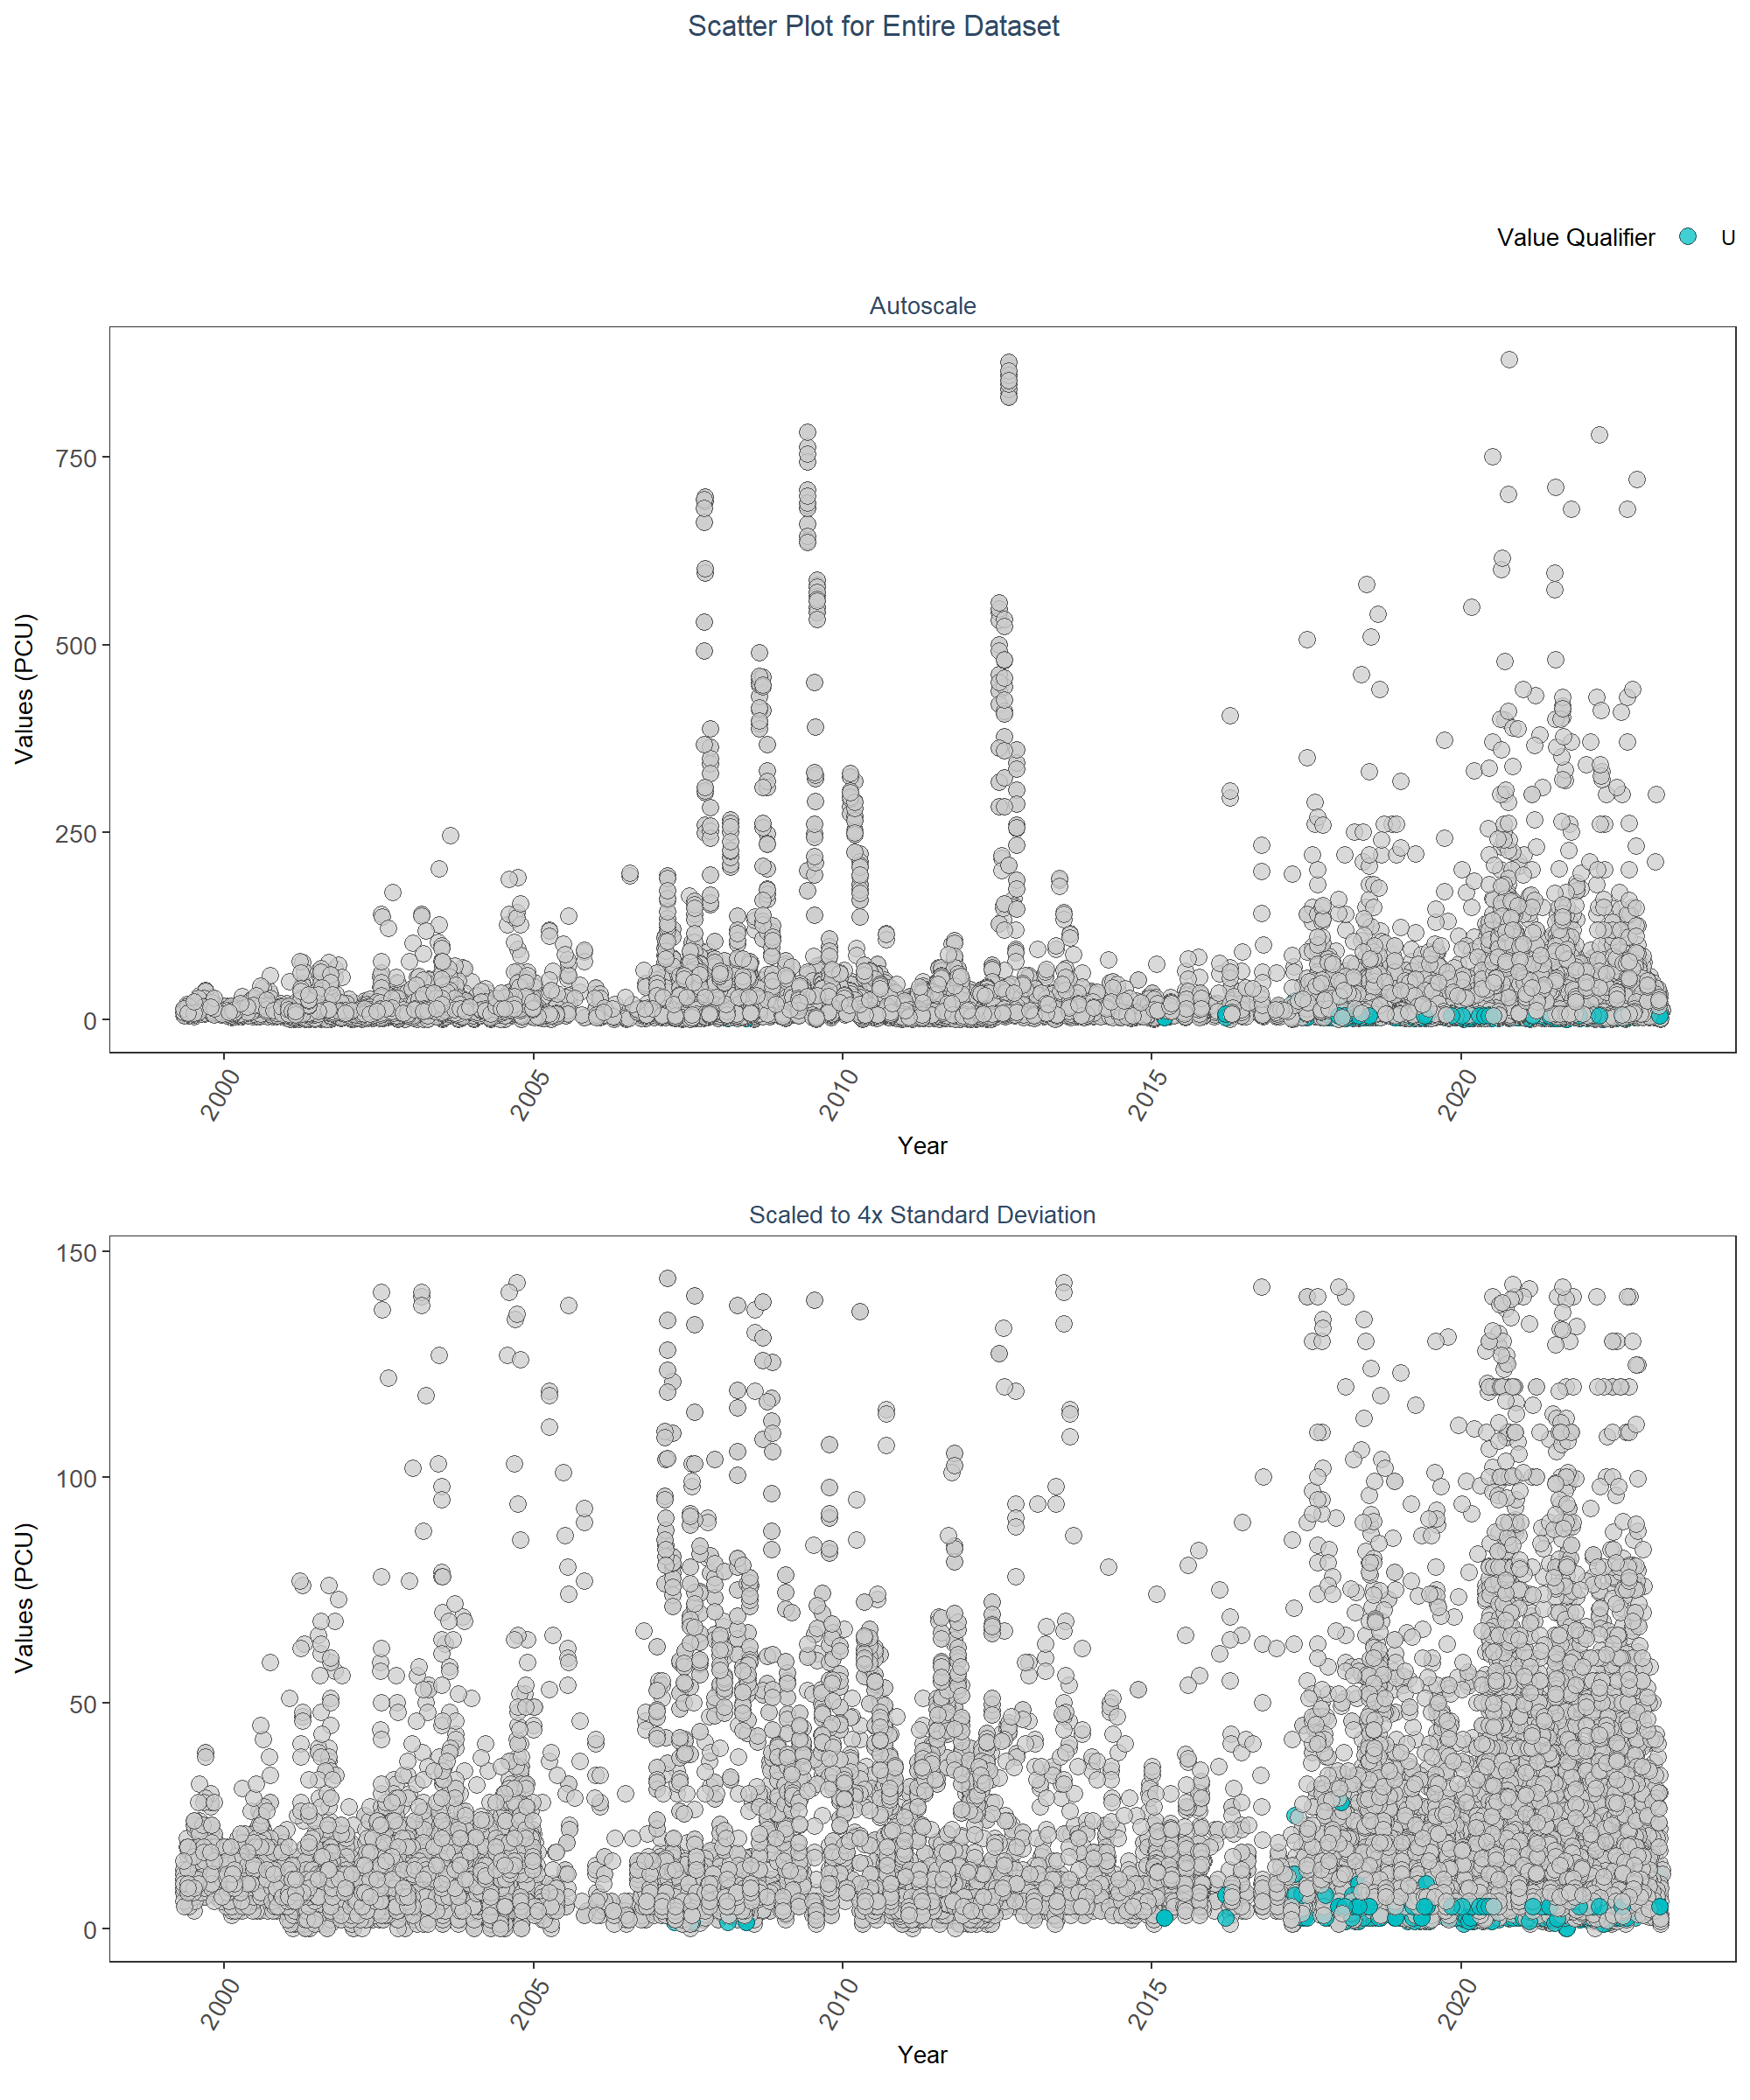 Scatter Plot for Entire Dataset
Value Qualifier U
Autoscale
Values (PCU)
750
500
250
0
2000 2005 2010 2015 2020
Year
Scaled to 4x Standard Deviation
Values (PCU)
150
100
50
0
2000 2005 2010 2015 2020
Year